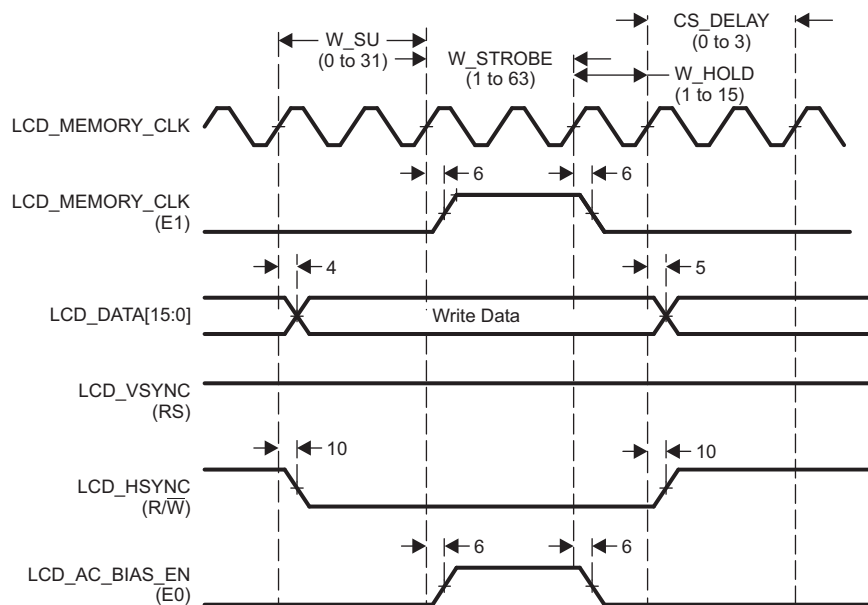 CS_DELAY
(0 to 3)
W_SU
(0 to 31)
W_STROBE
(1 to 63)
W_HOLD
(1 to 15)
LCD_MEMORY_CLK
6
6
LCD_MEMORY_CLK
(E1)
4
5
LCD_DATA[15:0]
Write Data
LCD_VSYNC
(RS)
10
10
LCD_HSYNC
(R/W̅)
6
6
LCD_AC_BIAS_EN
(E0)